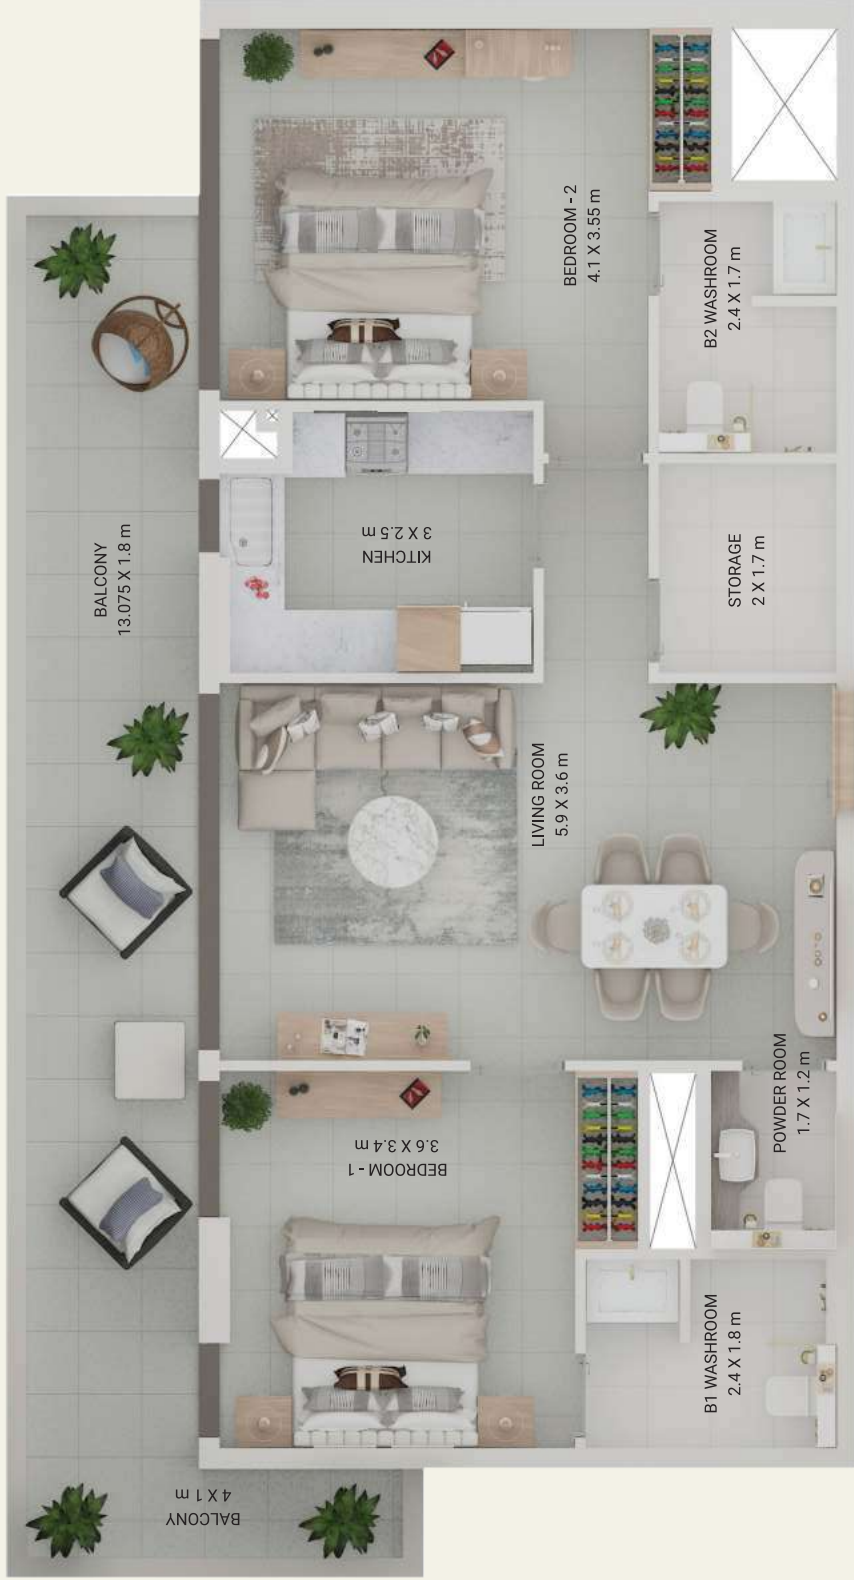 BEDROOM - 2
4.1 X 3.55 m
B2 WASHROOM
2.4 X 1.7 m
BALCONY
13.075 X 1.8 m
KITCHEN
3 X 2.5 m
STORAGE
2 X 1.7 m
LIVING ROOM
5.9 X 3.6 m
POWDER ROOM
1.7 X 1.2 m
BEDROOM - 1
3.6 X 3.4 m
B1 WASHROOM
2.4 X 1.8 m
BALCONY
4 X 1 m